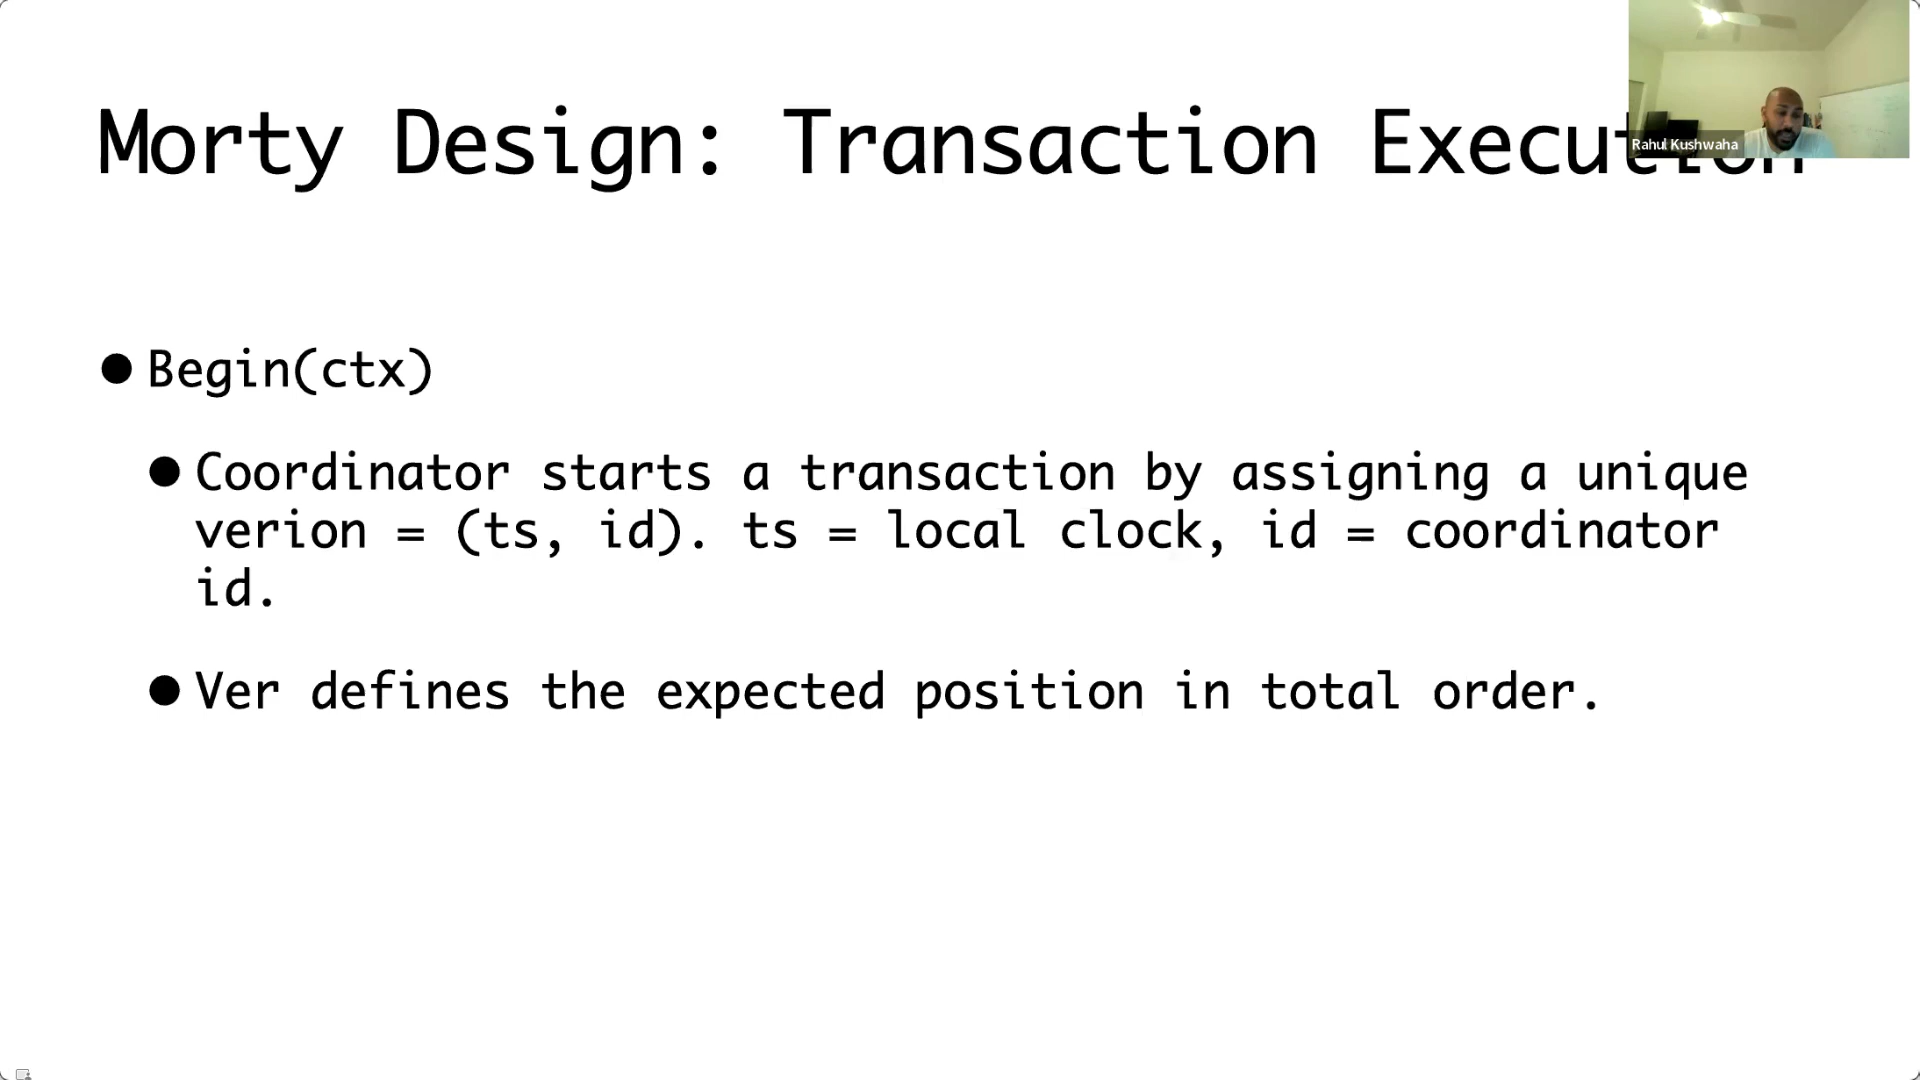 Morty Design: Transaction Execution
Rahul Kushwaha
● Begin(ctx)
● Coordinator starts a transaction by assigning a unique
verion = (ts, id). ts = local clock, id = coordinator
id.
● Ver defines the expected position in total order.